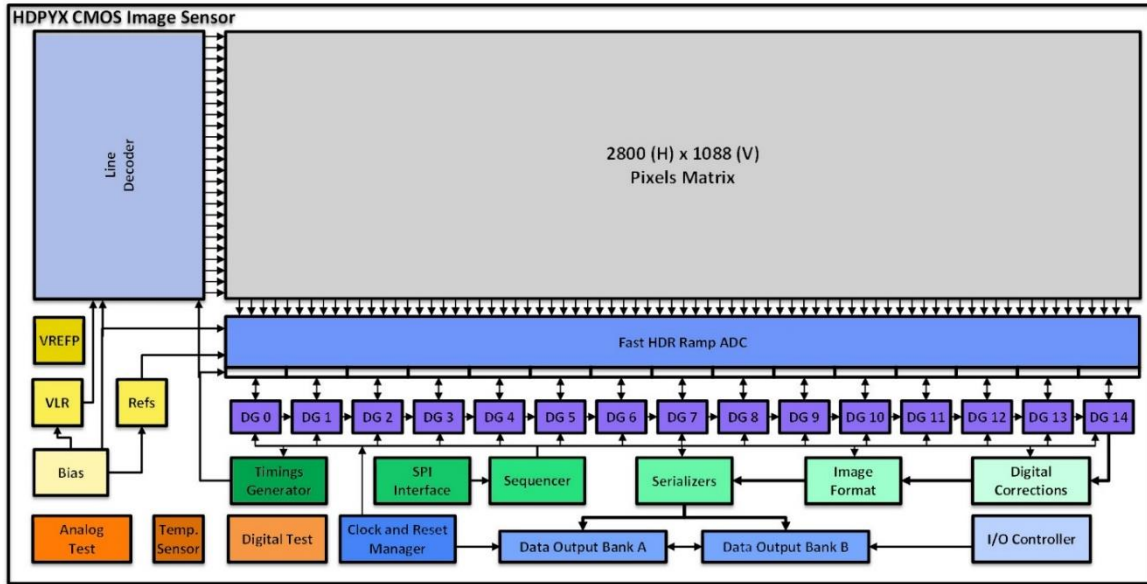 HDPYX CMOS Image Sensor
Line
Decoder
2800 (H) x 1088 (V)
Pixels Matrix
VREFP
Fast HDR Ramp ADC
VLR
Refs
DG 0
DG 1
DG 2
DG 3
DG 4
DG 5
DG 6
DG 7
DG 8
DG 9
DG 10
DG 11
DG 12
DG 13
DG 14
Bias
Timings
Generator
SPI
Interface
Sequencer
Serializers
Image
Format
Digital
Corrections
Analog
Test
Temp.
Sensor
Digital Test
Clock and Reset
Manager
Data Output Bank A
Data Output Bank B
I/O Controller